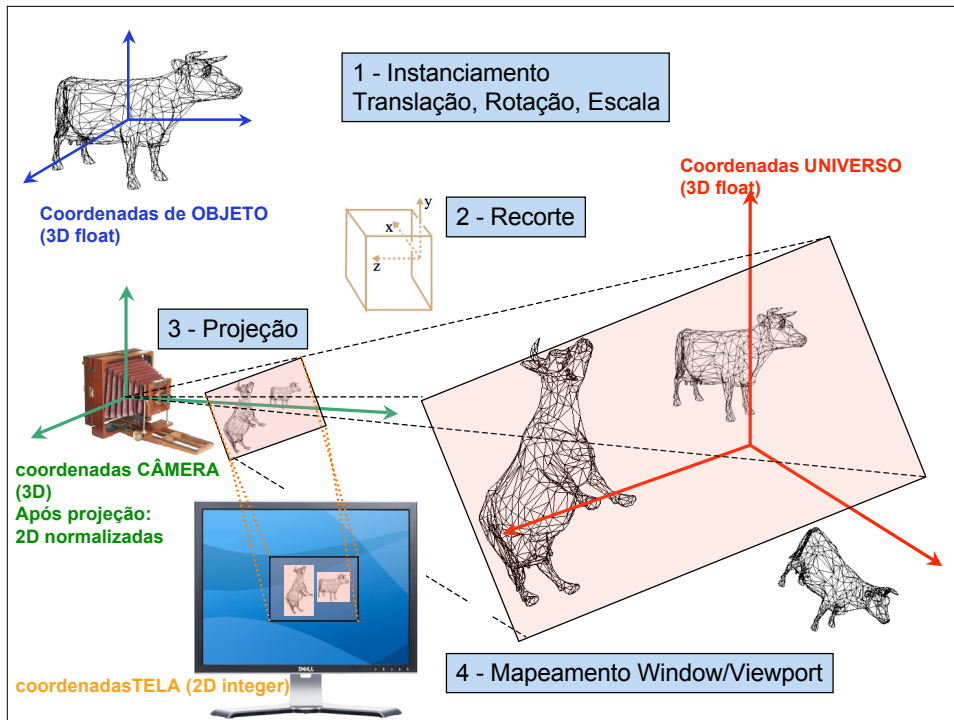 1 - Instanciamento
Translação, Rotação, Escala
Coordenadas UNIVERSO
(3D float)
Coordenadas de OBJETO
(3D float)
y
x
z
2 - Recorte
3 - Projeção
coordenadas CÂMERA
(3D)
Após projeção:
2D normalizadas
DELL
coordenadasTELA (2D integer)
4 - Mapeamento Window/Viewport